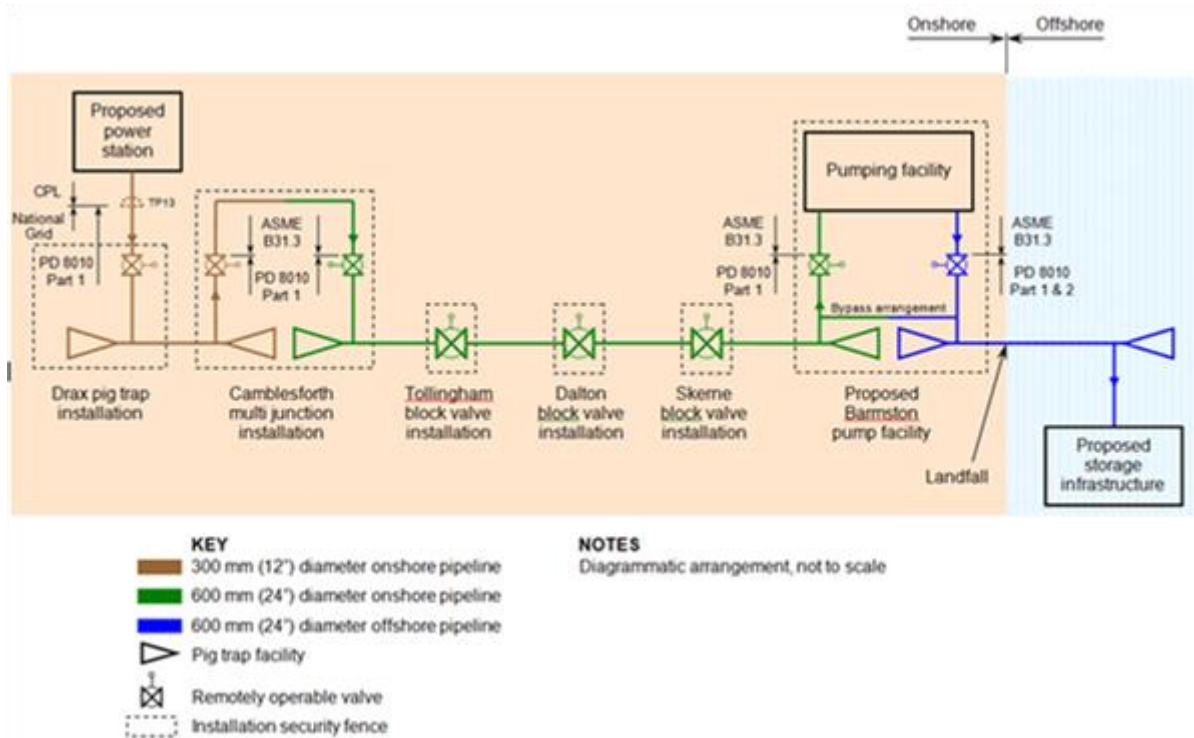 Onshore
Offshore
Proposed
power
station
CPL
National
Grid
TP13
PD 8010
Part 1
ASME
B31.3
PD 8010
Part 1
Pumping facility
ASME
B31.3
PD 8010
Part 1
ASME
B31.3
PD 8010
Part 1 & 2
Bypass arrangement
Drax pig trap
installation
Camblesforth
multi junction
installation
Tollingham
block valve
installation
Dalton
block valve
installation
Skerne
block valve
installation
Proposed
Barmston
pump facility
Landfall
Proposed
storage
infrastructure
KEY
300 mm (12") diameter onshore pipeline
600 mm (24") diameter onshore pipeline
600 mm (24") diameter offshore pipeline
Pig trap facility
Remotely operable valve
Installation security fence
NOTES
Diagrammatic arrangement, not to scale